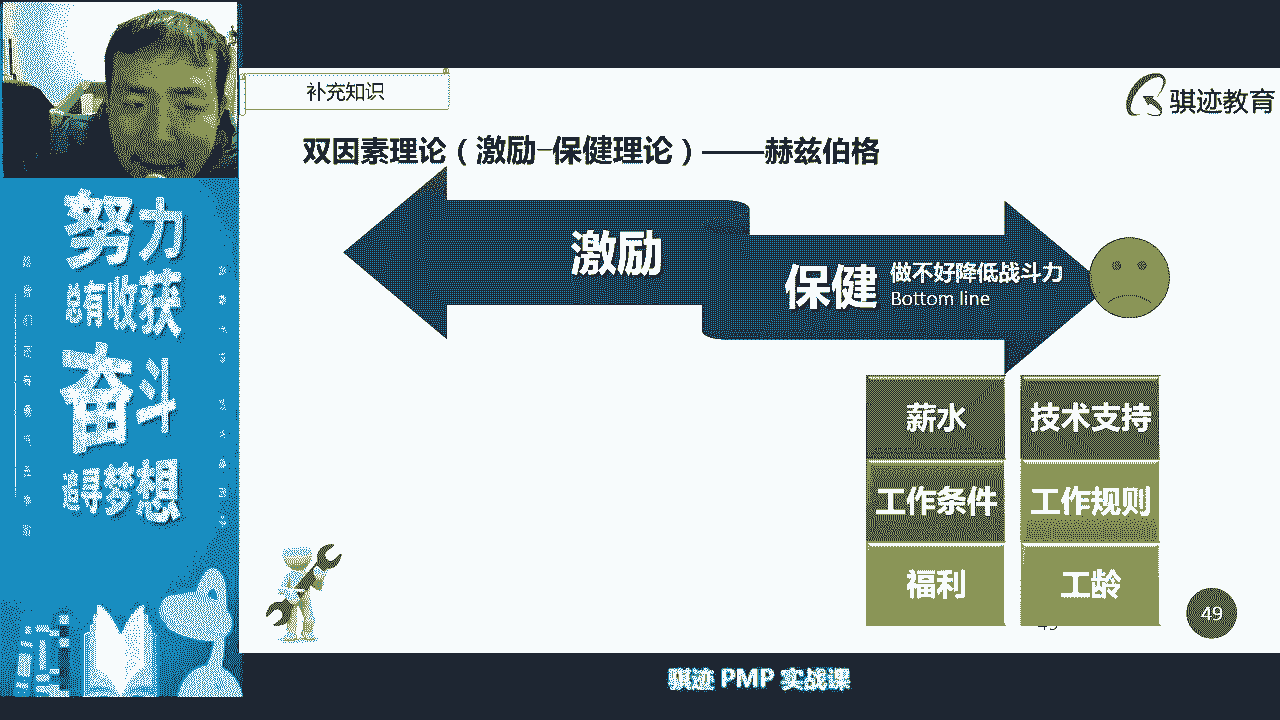 补充知识
骐迹教育
双因素理论（激励-保健理论）——赫兹伯格
激励
保健
做不好降低战斗力
Bottom line
薪水
技术支持
工作条件
工作规则
福利
工龄
49
努力
总有收获
奋斗
追寻梦想
骐迹 PMP 实战课